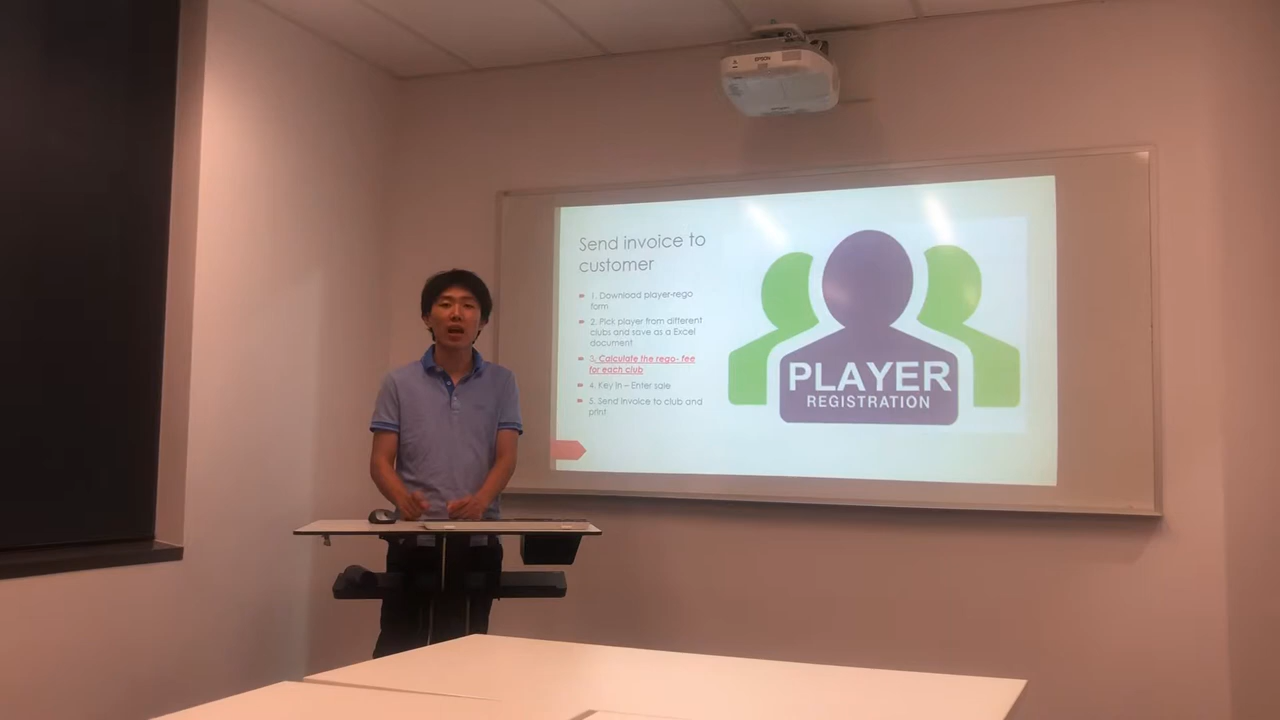 EPSON
Send invoice to
customer
1. Download player-rego
form
2. Pick player from different
clubs and save as a Excel
document
3. Calculate the rego- fee
for each club
4. Key in – Enter sale
5. Send invoice to club and
print
PLAYER
REGISTRATION